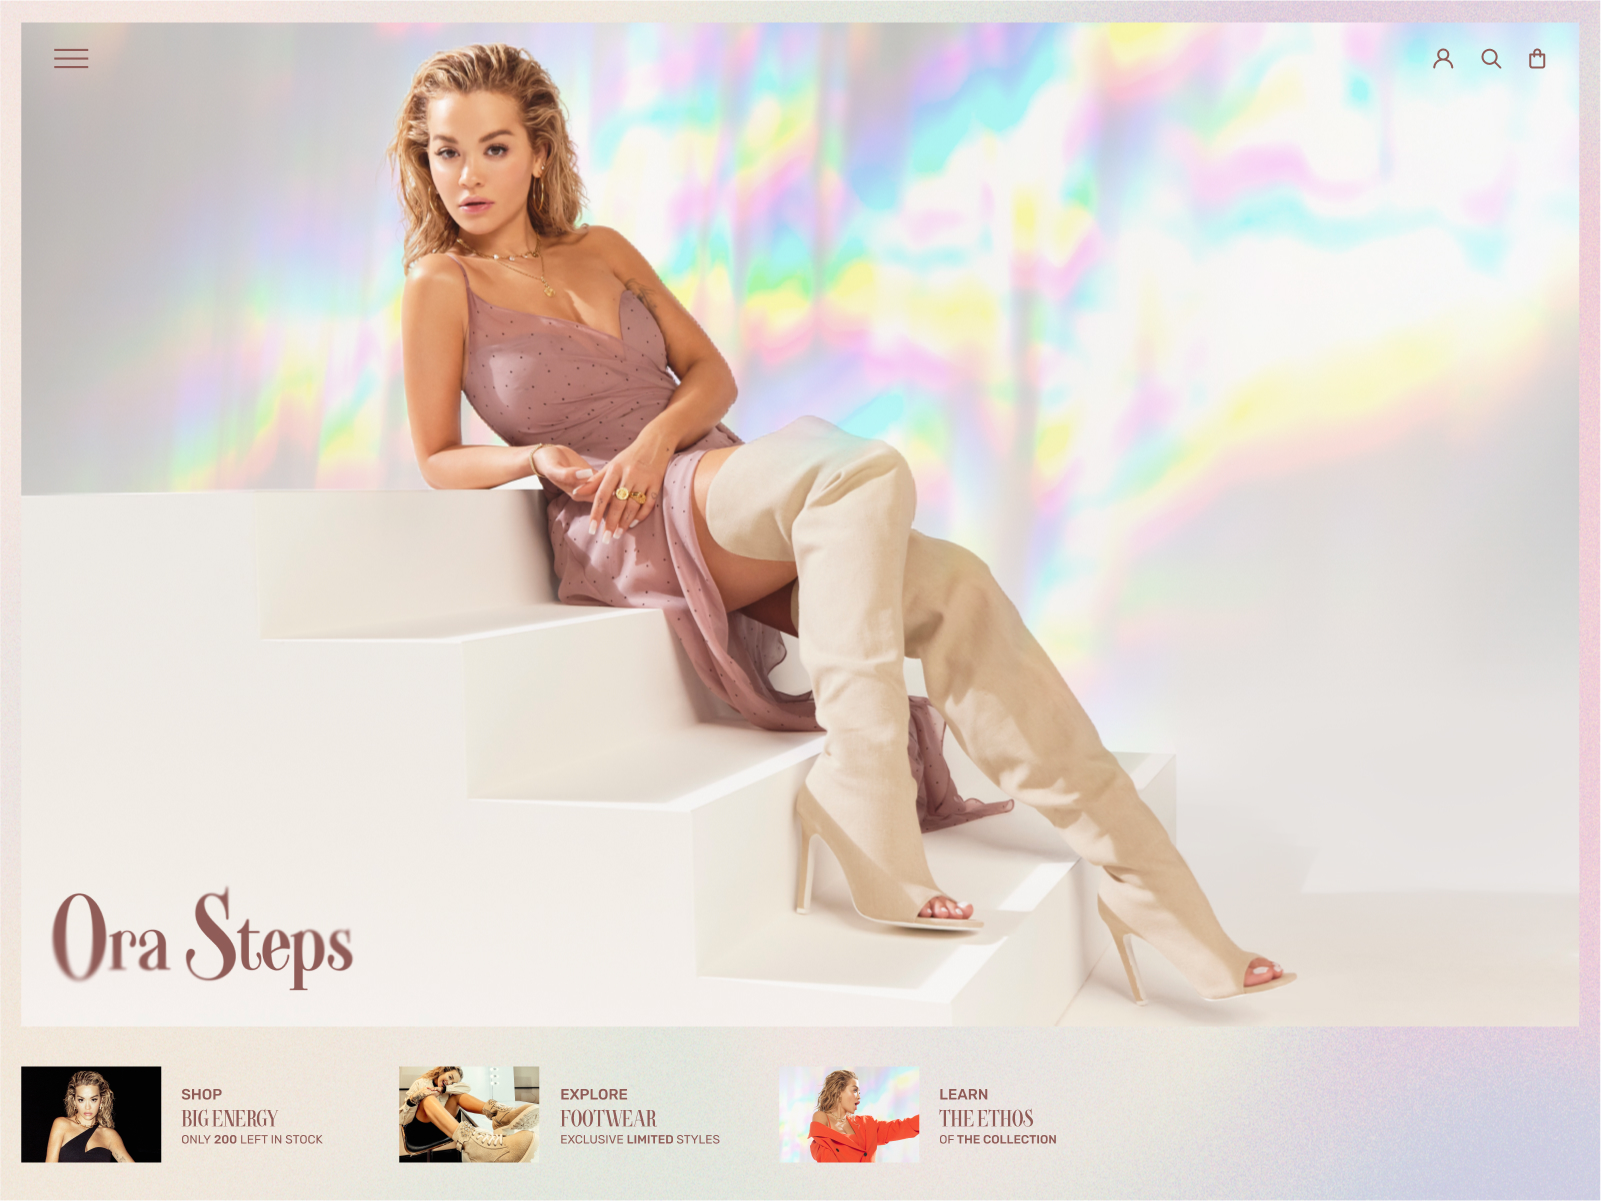 Ora Steps
SHOP
BIG ENERGY
ONLY 200 LEFT IN STOCK
EXPLORE
FOOTWEAR
EXCLUSIVE LIMITED STYLES
LEARN
THE ETHOS
OF THE COLLECTION